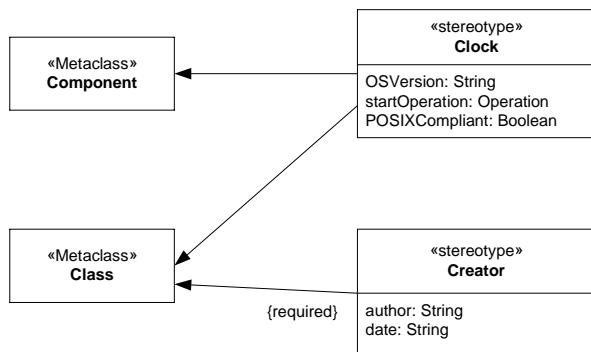 «Metaclass»
Component
«stereotype»
Clock
OSVersion: String
startOperation: Operation
POSIXCompliant: Boolean
«Metaclass»
Class
«stereotype»
Creator
{required}
author: String
date: String